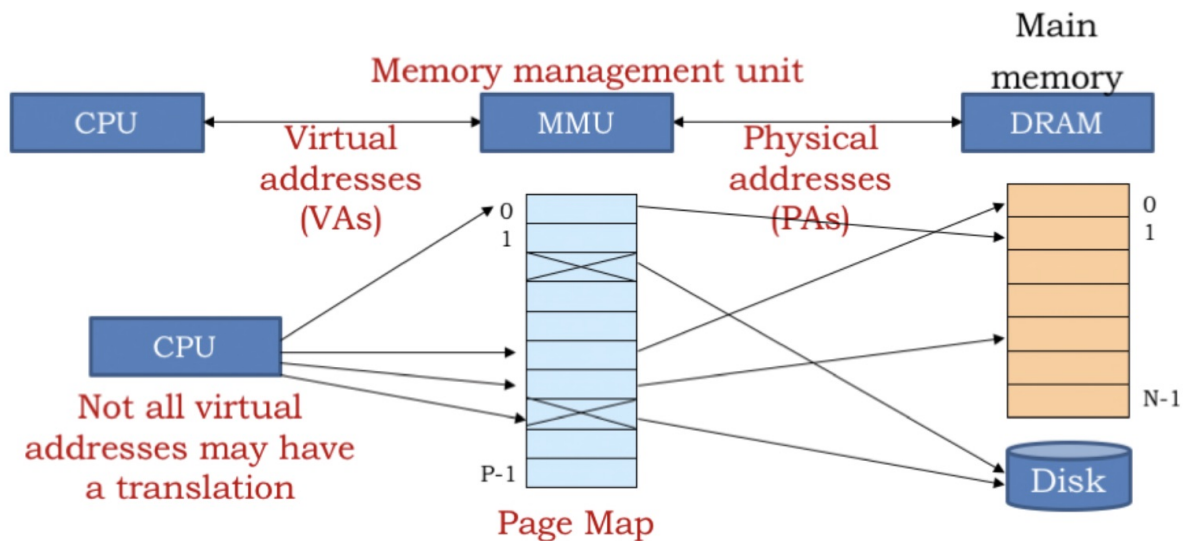 Main
memory
Memory management unit
CPU
MMU
DRAM
Virtual
addresses
(VAs)
Physical
addresses
(PAs)
0
1
P-1
0
1
N-1
CPU
Not all virtual
addresses may have
a translation
Page Map
Disk